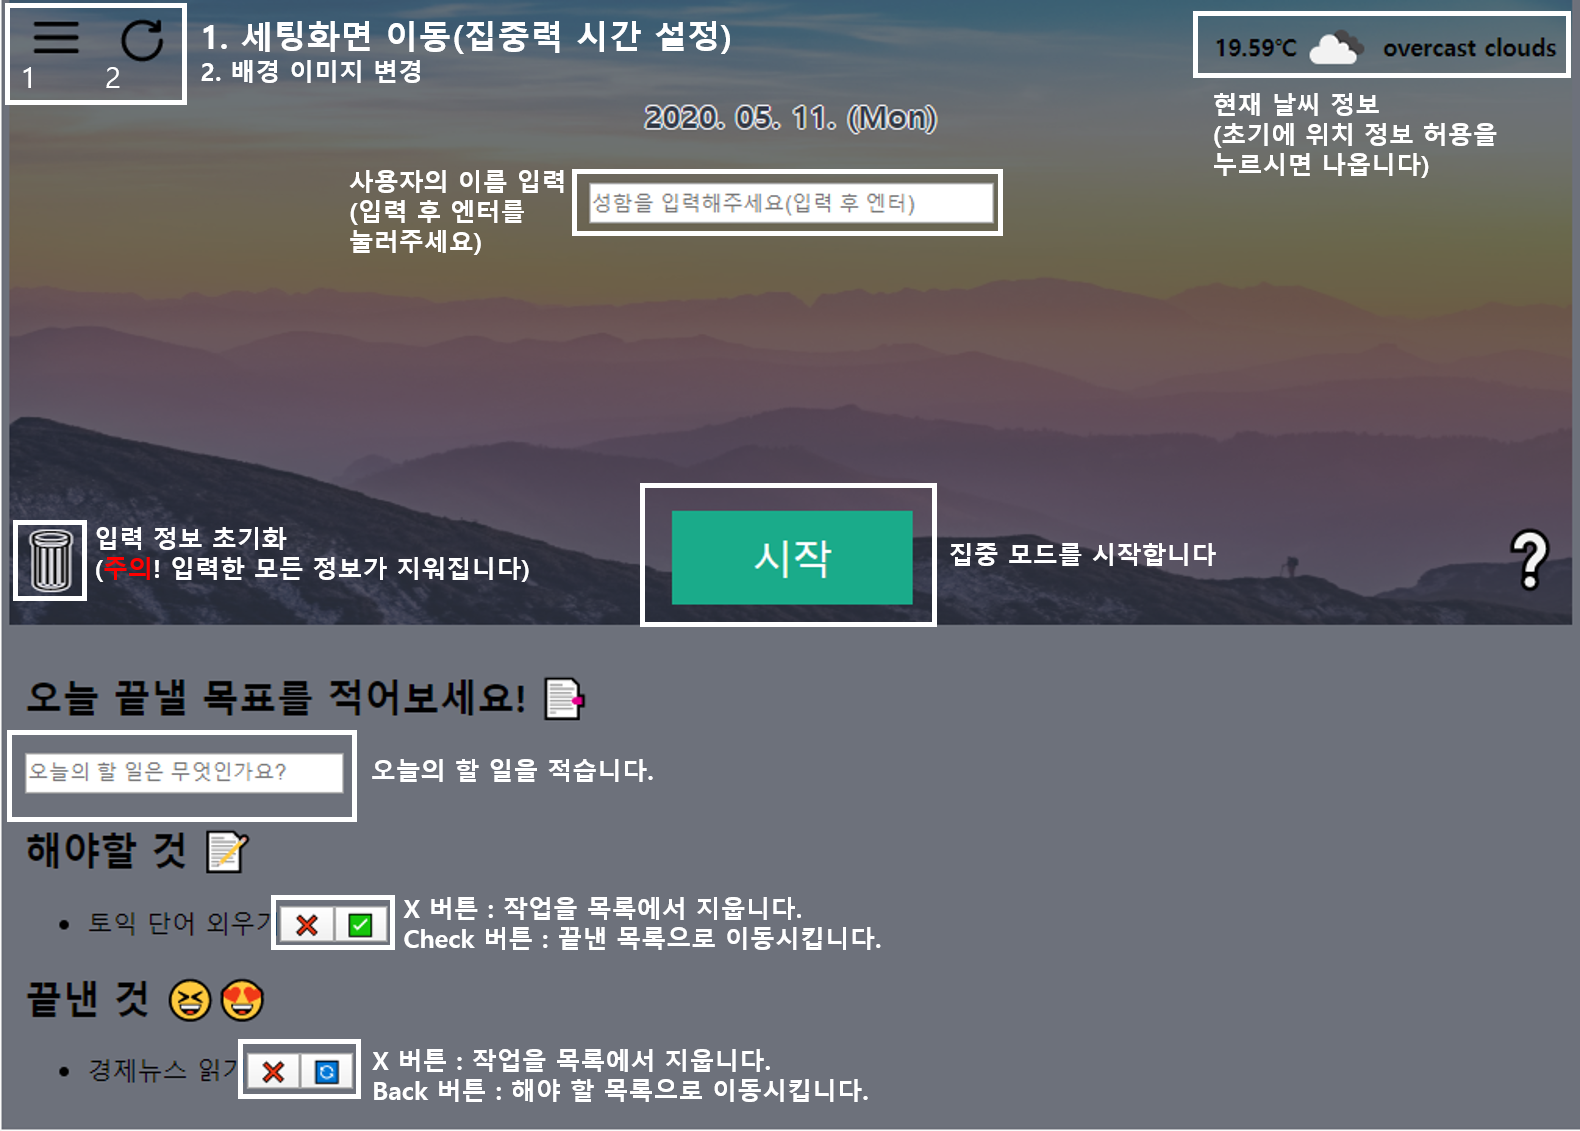 1 2
1. 세팅화면 이동(집중력 시간 설정)
2. 배경 이미지 변경
19.59℃ overcast clouds
현재 날씨 정보
(초기에 위치 정보 허용을
누르시면 나옵니다)
2020. 05. 11. (Mon)
사용자의 이름 입력
(입력 후 엔터를
눌러주세요)
성함을 입력해주세요(입력 후 엔터)
입력 정보 초기화
(주의! 입력한 모든 정보가 지워집니다)
시작
집중 모드를 시작합니다
?
오늘 끝낼 목표를 적어보세요!
오늘의 할 일은 무엇인가요?
오늘의 할 일을 적습니다.
해야할 것
• 토익 단어 외우기
X 버튼 : 작업을 목록에서 지웁니다.
Check 버튼 : 끝낸 목록으로 이동시킵니다.
끝낸 것
• 경제뉴스 읽기
X 버튼 : 작업을 목록에서 지웁니다.
Back 버튼 : 해야 할 목록으로 이동시킵니다.